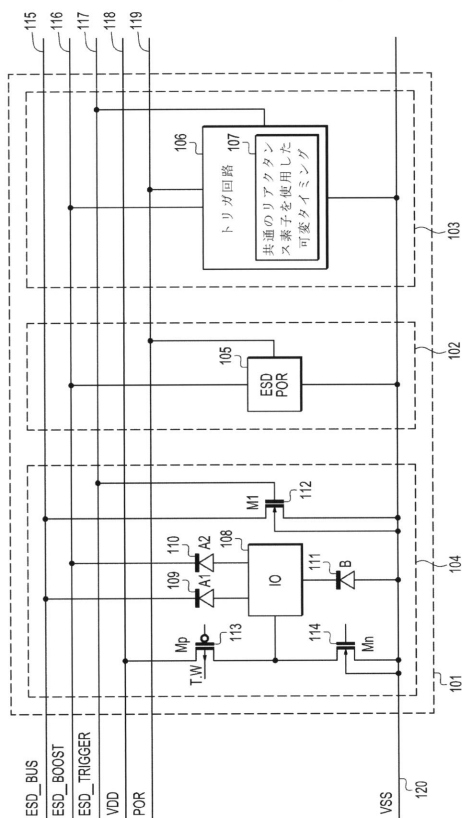 ESD_BUS
ESD_BOOST
ESD_TRIGGER
VDD
POR
VSS
115
116
117
118
119
120
101
104
Mp
113
T.W
Mn
114
109
A1
110
A2
108
IO
111
B
M1
112
102
105
ESD
POR
103
106
トリガ回路
107
共通のリアクタン
ス素子を使用した
可変タイミング